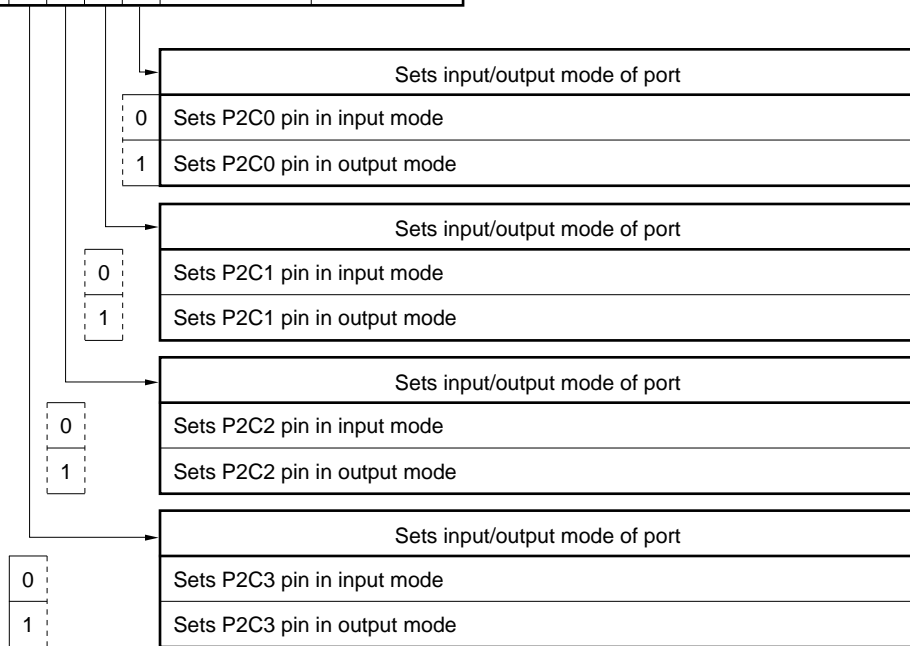 Sets input/output mode of port
0 Sets P2C0 pin in input mode
1 Sets P2C0 pin in output mode
Sets input/output mode of port
0 Sets P2C1 pin in input mode
1 Sets P2C1 pin in output mode
Sets input/output mode of port
0 Sets P2C2 pin in input mode
1 Sets P2C2 pin in output mode
Sets input/output mode of port
0 Sets P2C3 pin in input mode
1 Sets P2C3 pin in output mode